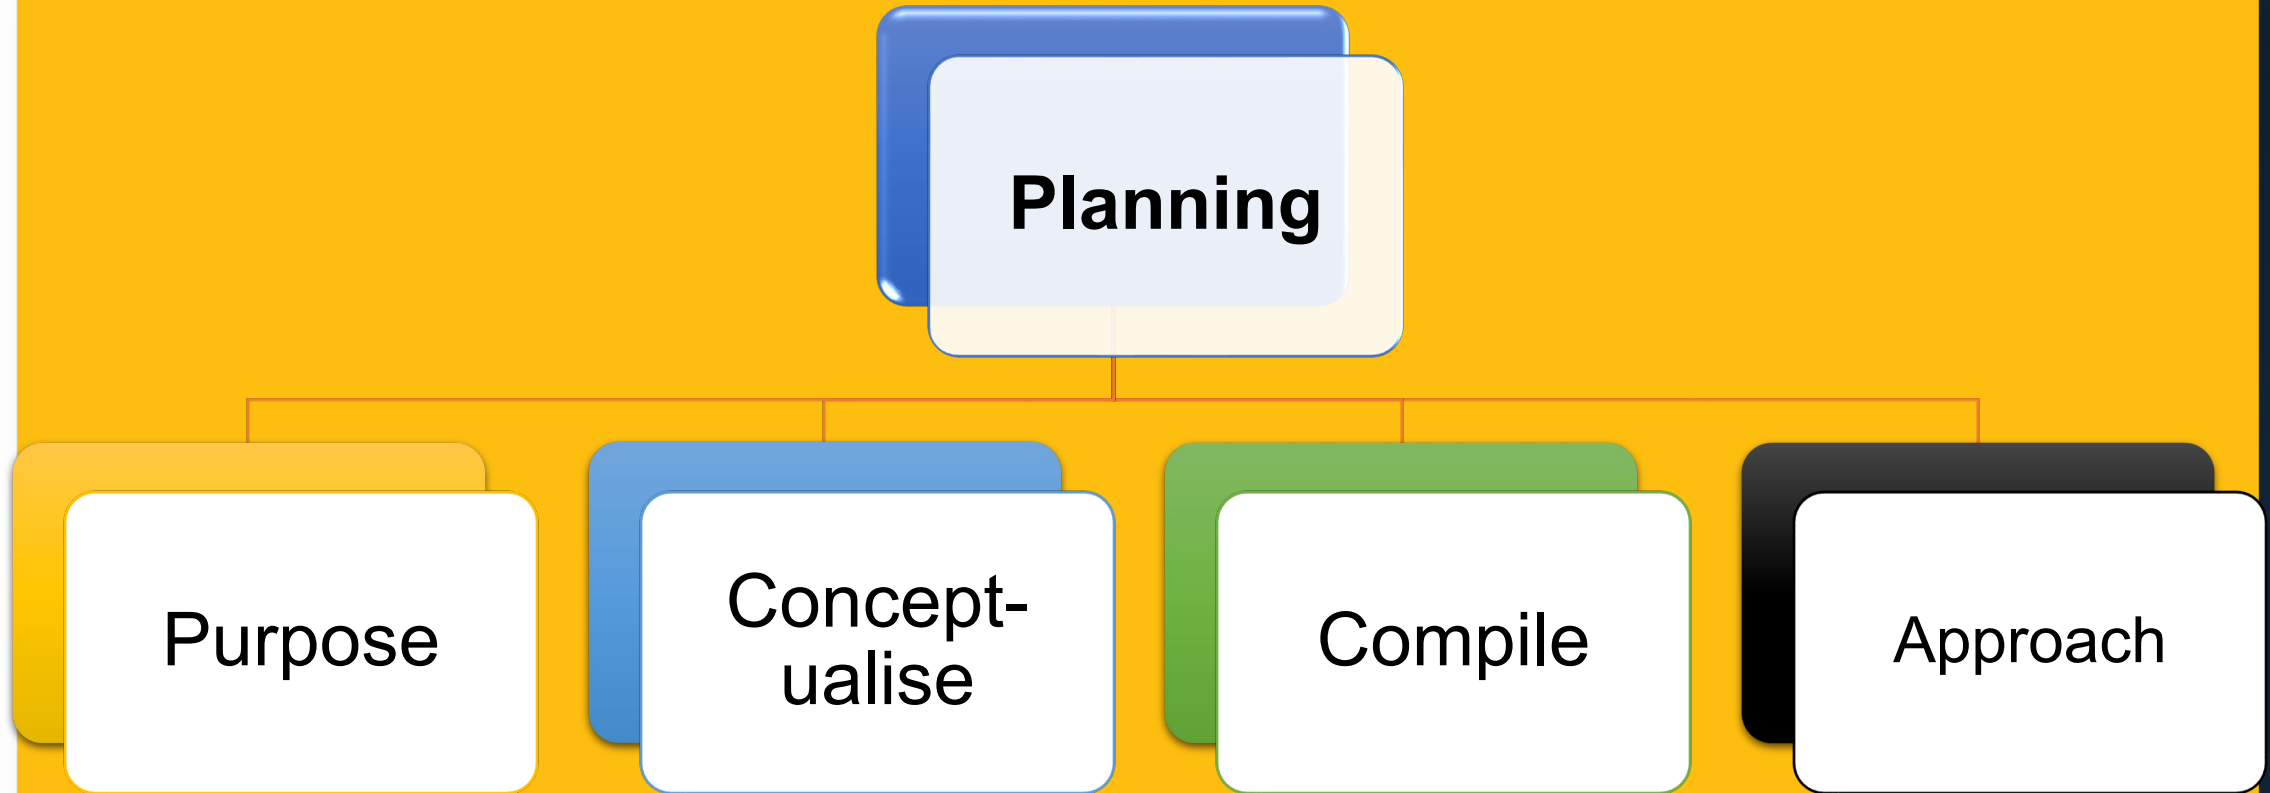 Planning
Purpose
Concept-
ualise
Compile
Approach